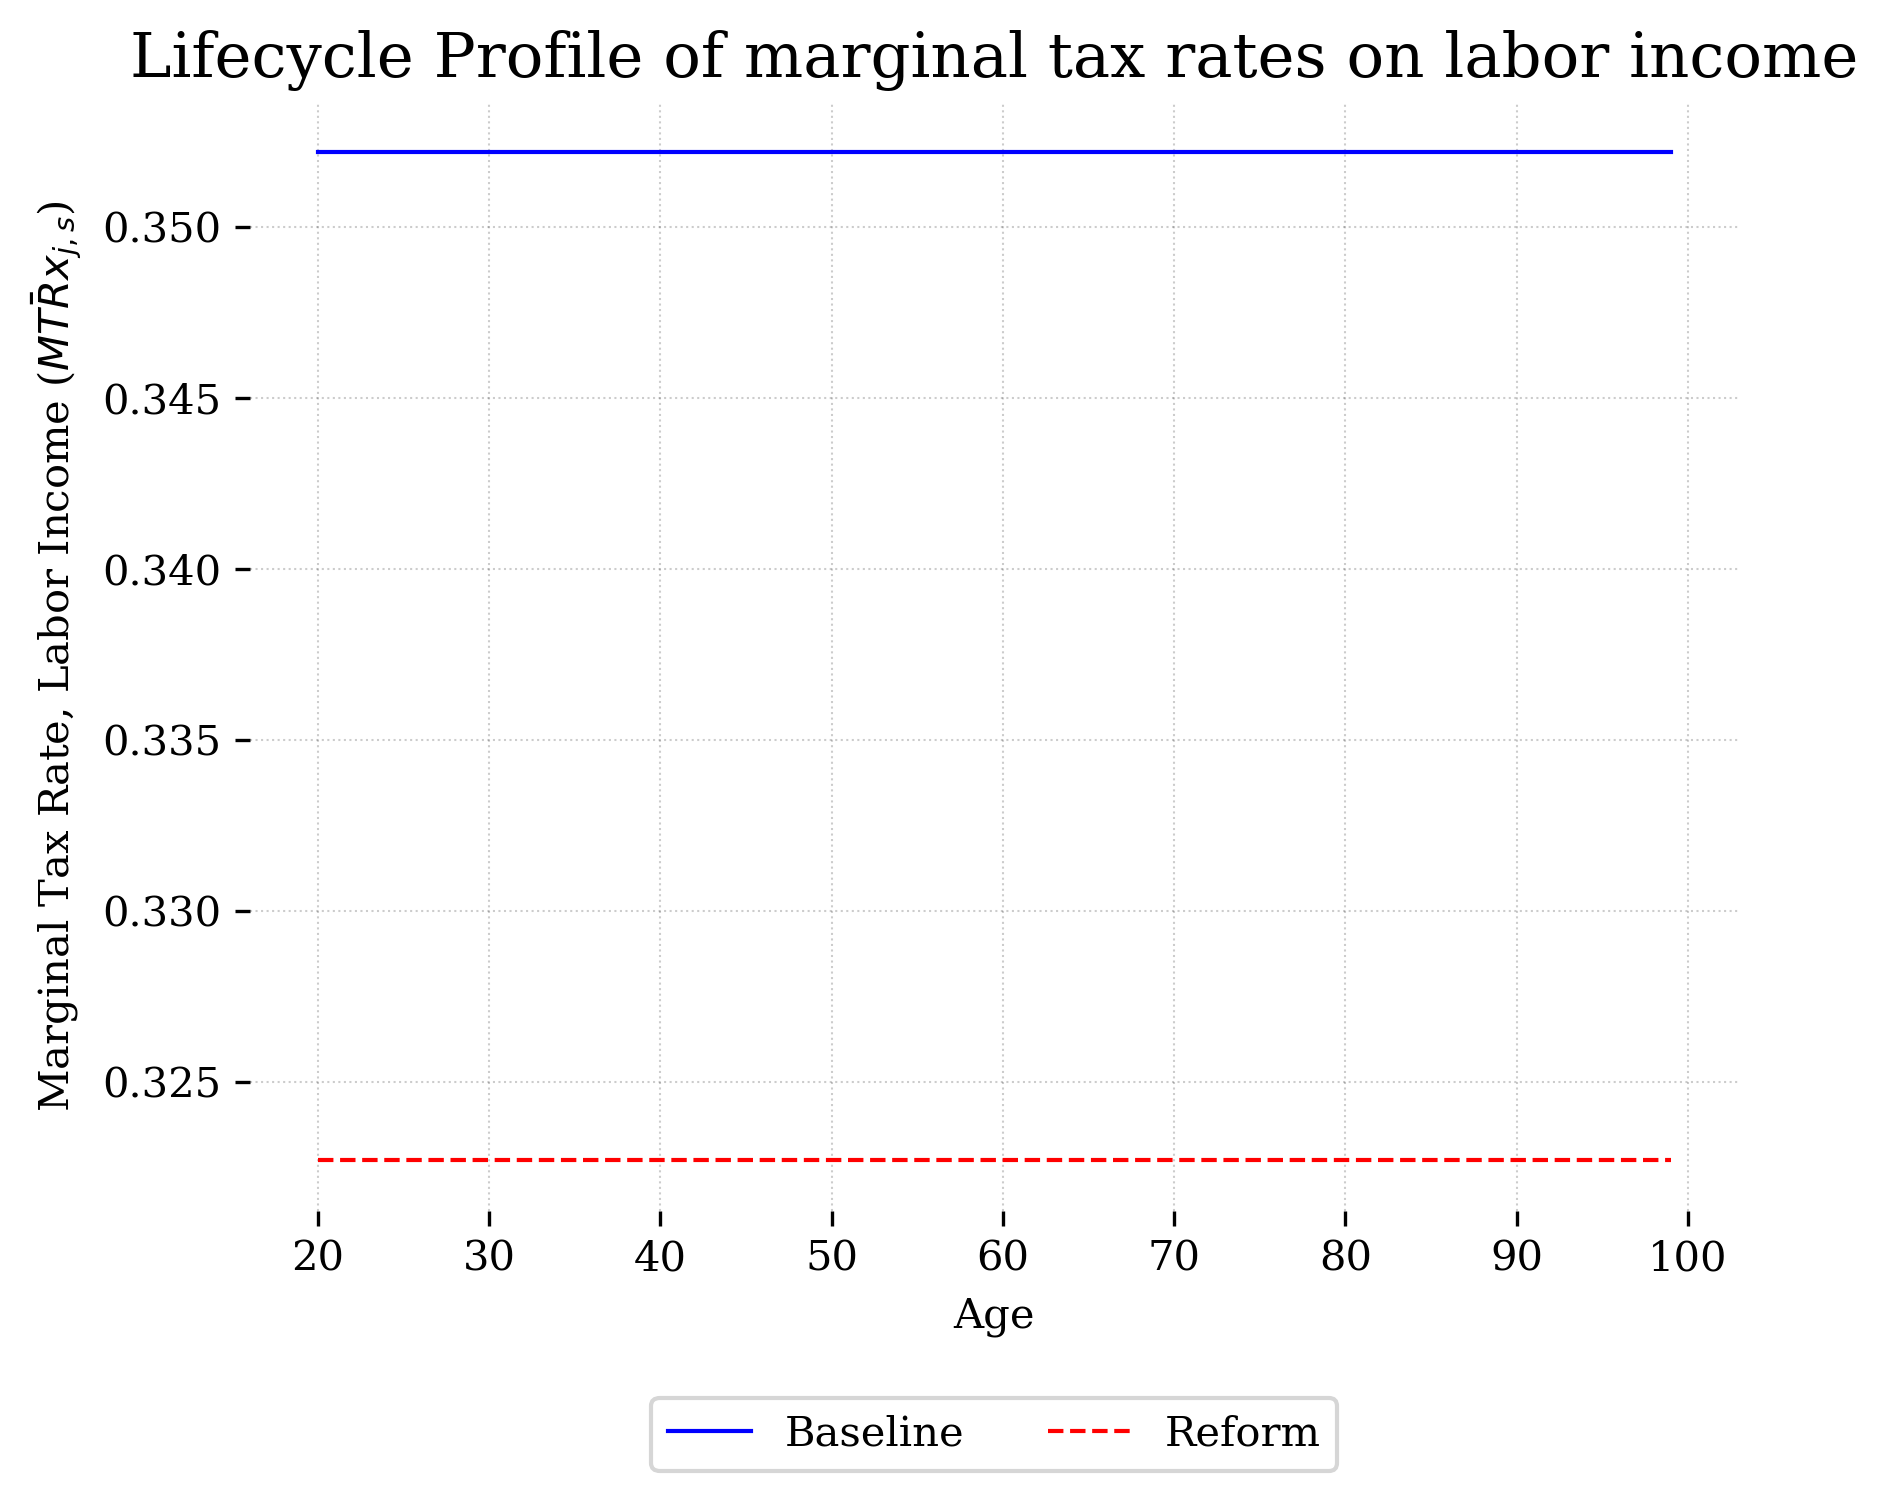 Lifecycle Profile of marginal tax rates on labor income
Marginal Tax Rate, Labor Income ($MT\bar{R}x_{j,s}$)
0.350
0.345
0.340
0.335
0.330
0.325
20 30 40 50 60 70 80 90 100
Age
Baseline Reform